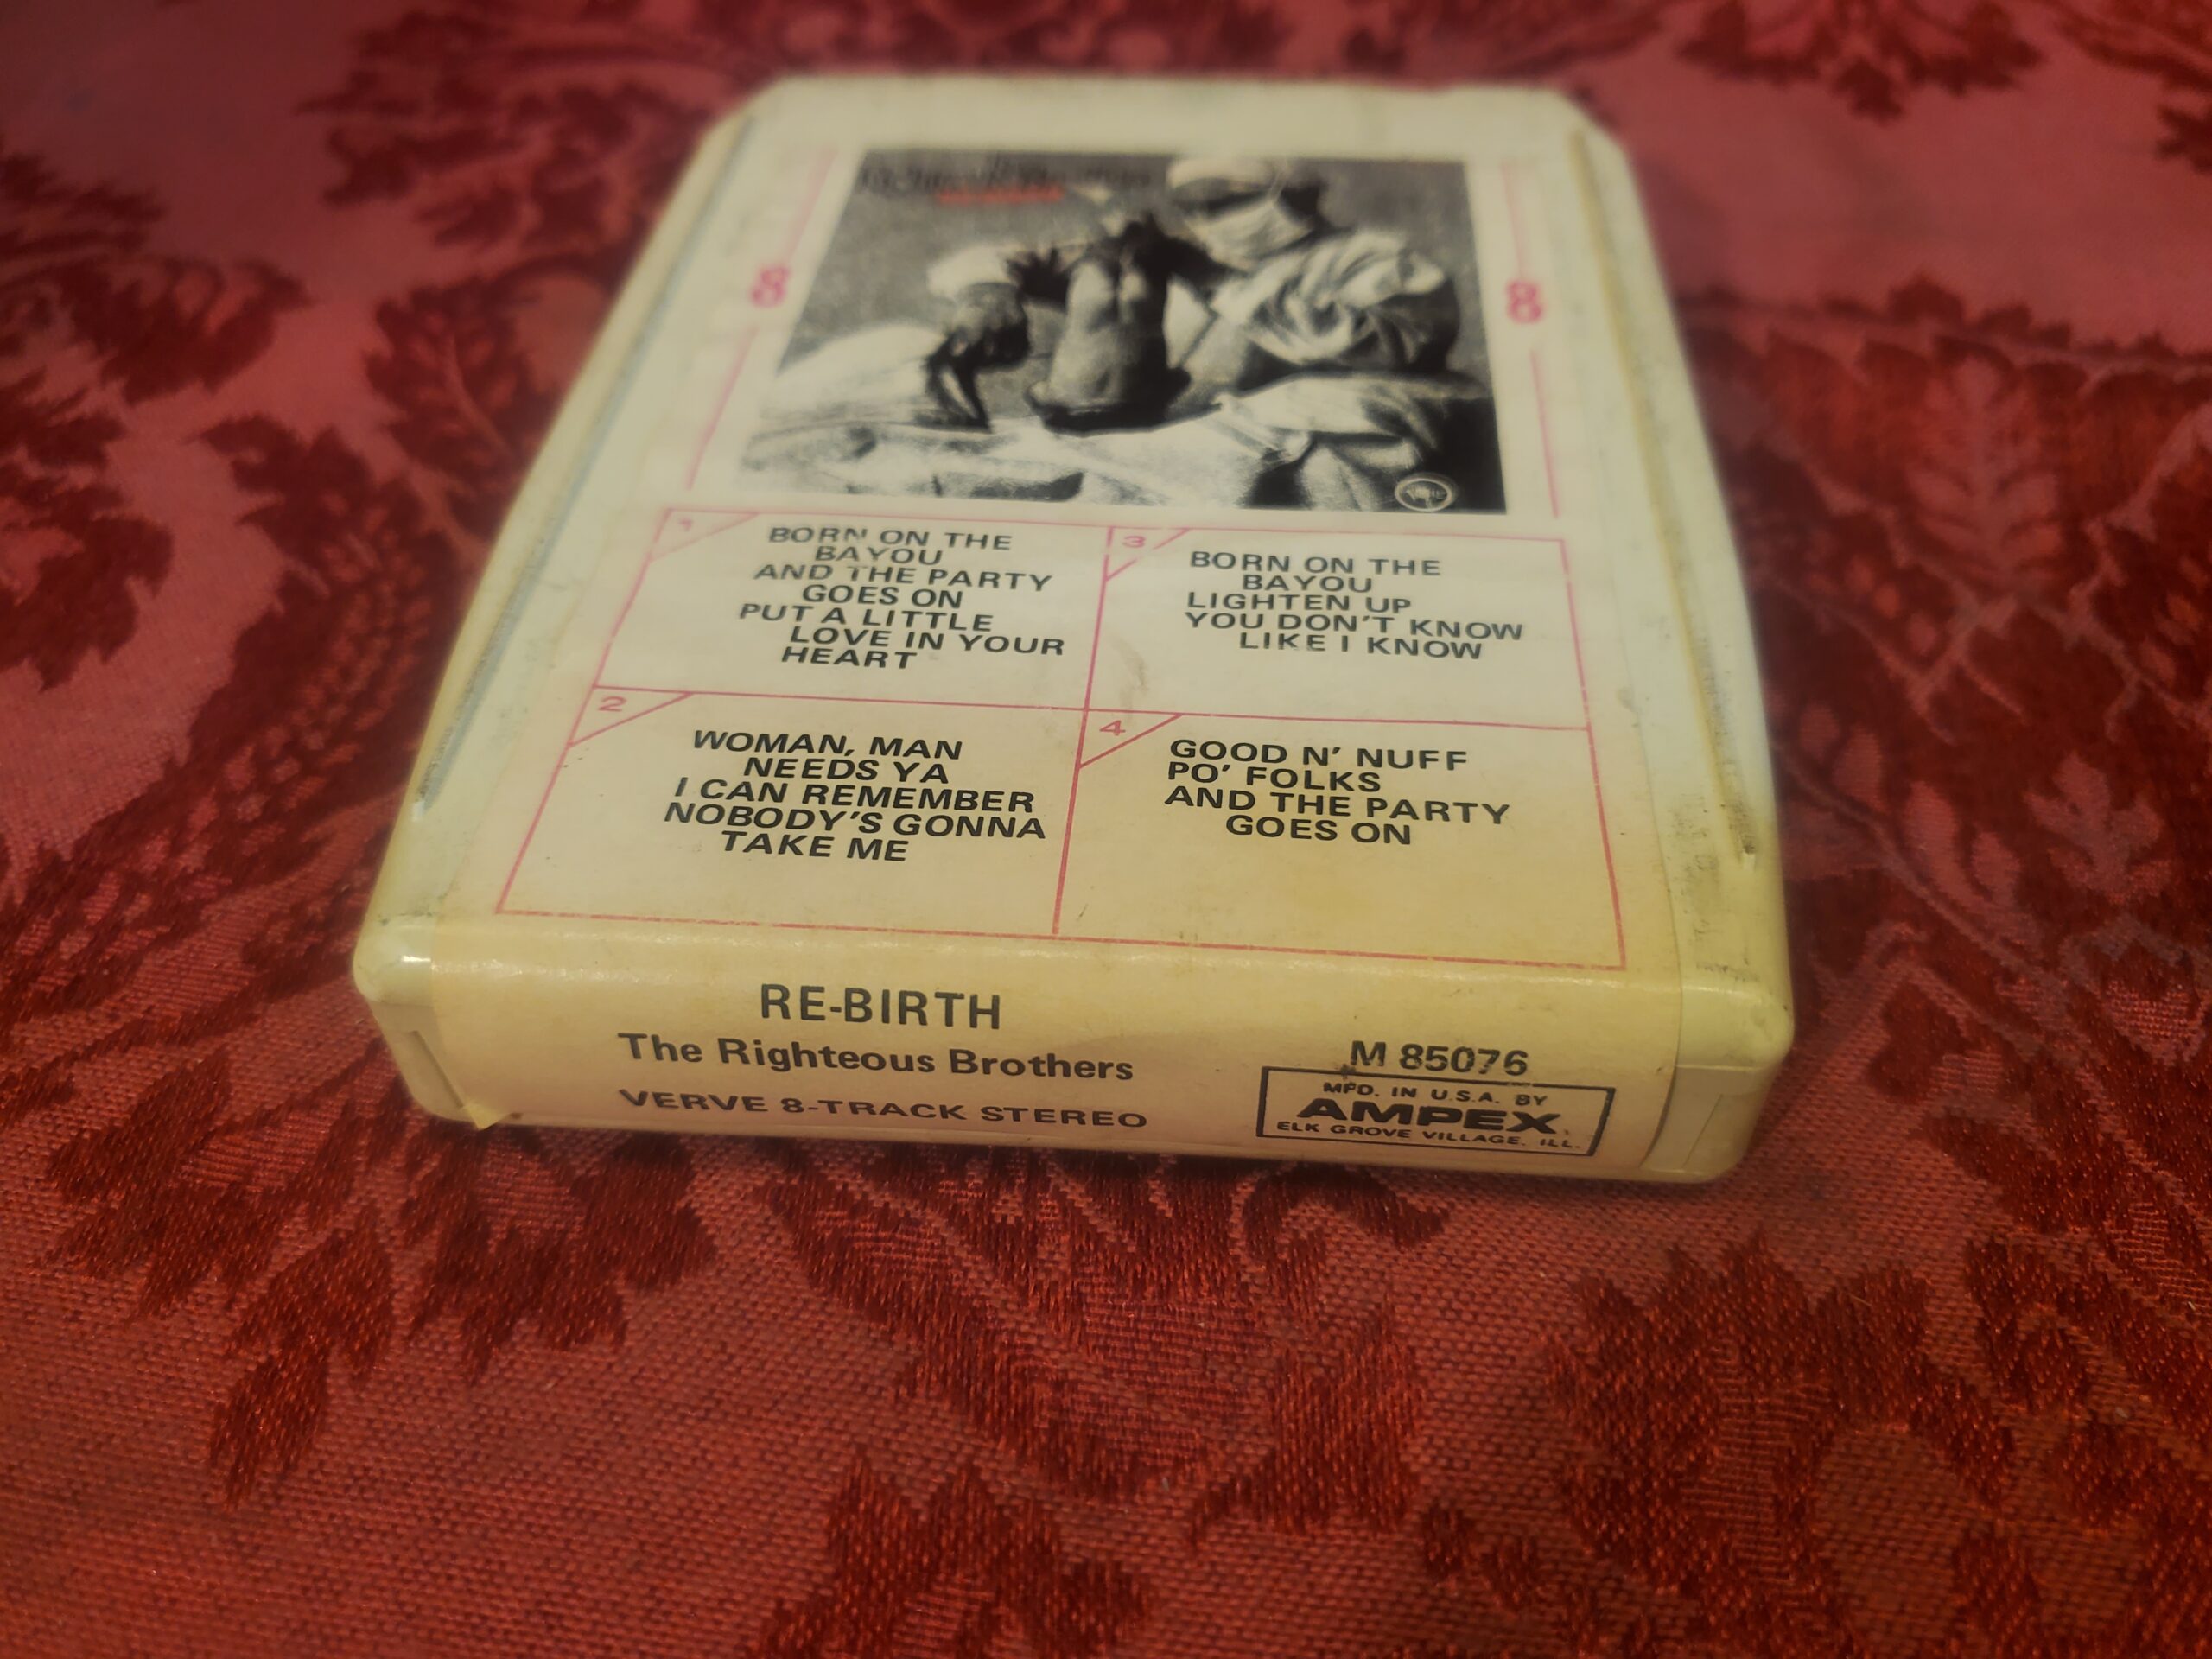 8
8
1
BORN ON THE
BAYOU
AND THE PARTY
GOES ON
PUT A LITTLE
LOVE IN YOUR
HEART
3
BORN ON THE
BAYOU
LIGHTEN UP
YOU DON'T KNOW
LIKE I KNOW
2
WOMAN, MAN
NEEDS YA
I CAN REMEMBER
NOBODY'S GONNA
TAKE ME
4
GOOD N' NUFF
PO' FOLKS
AND THE PARTY
GOES ON
RE-BIRTH
The Righteous Brothers
VERVE 8-TRACK STEREO
M 85076
MFD. IN U.S.A. BY
AMPEX
ELK GROVE VILLAGE, ILL.